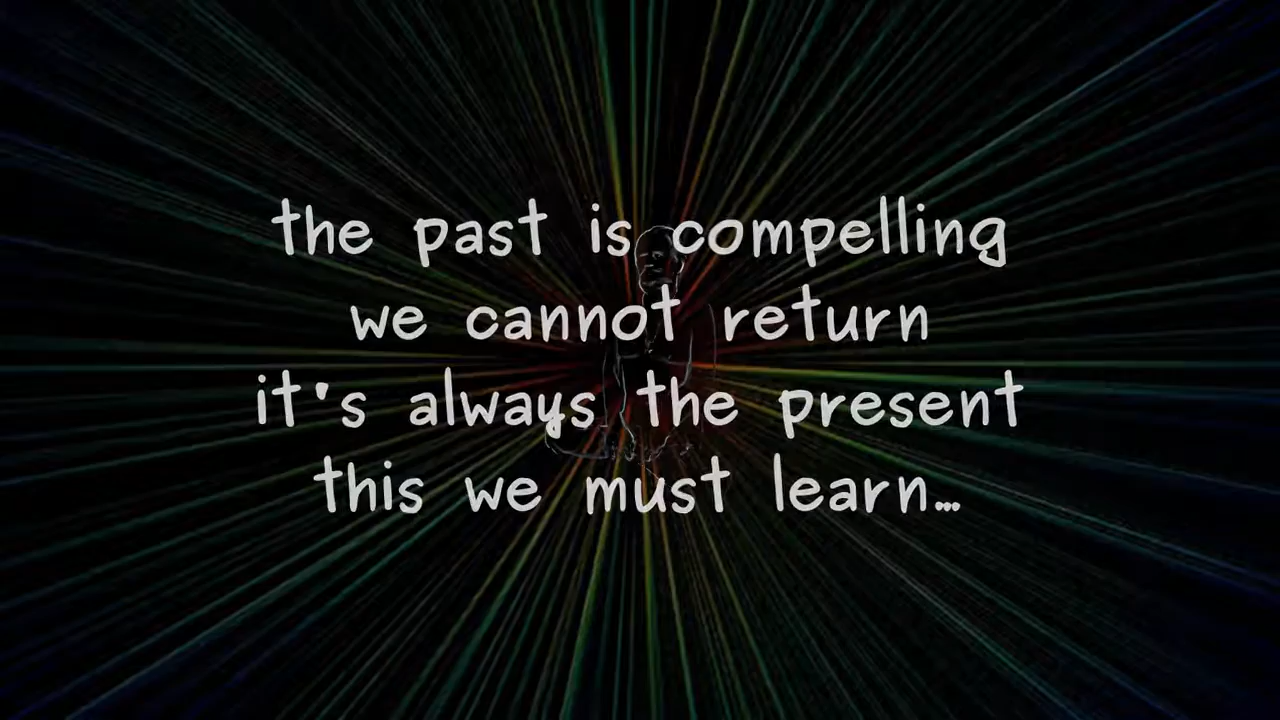 the past is compelling
we cannot return
it's always the present
this we must learn...